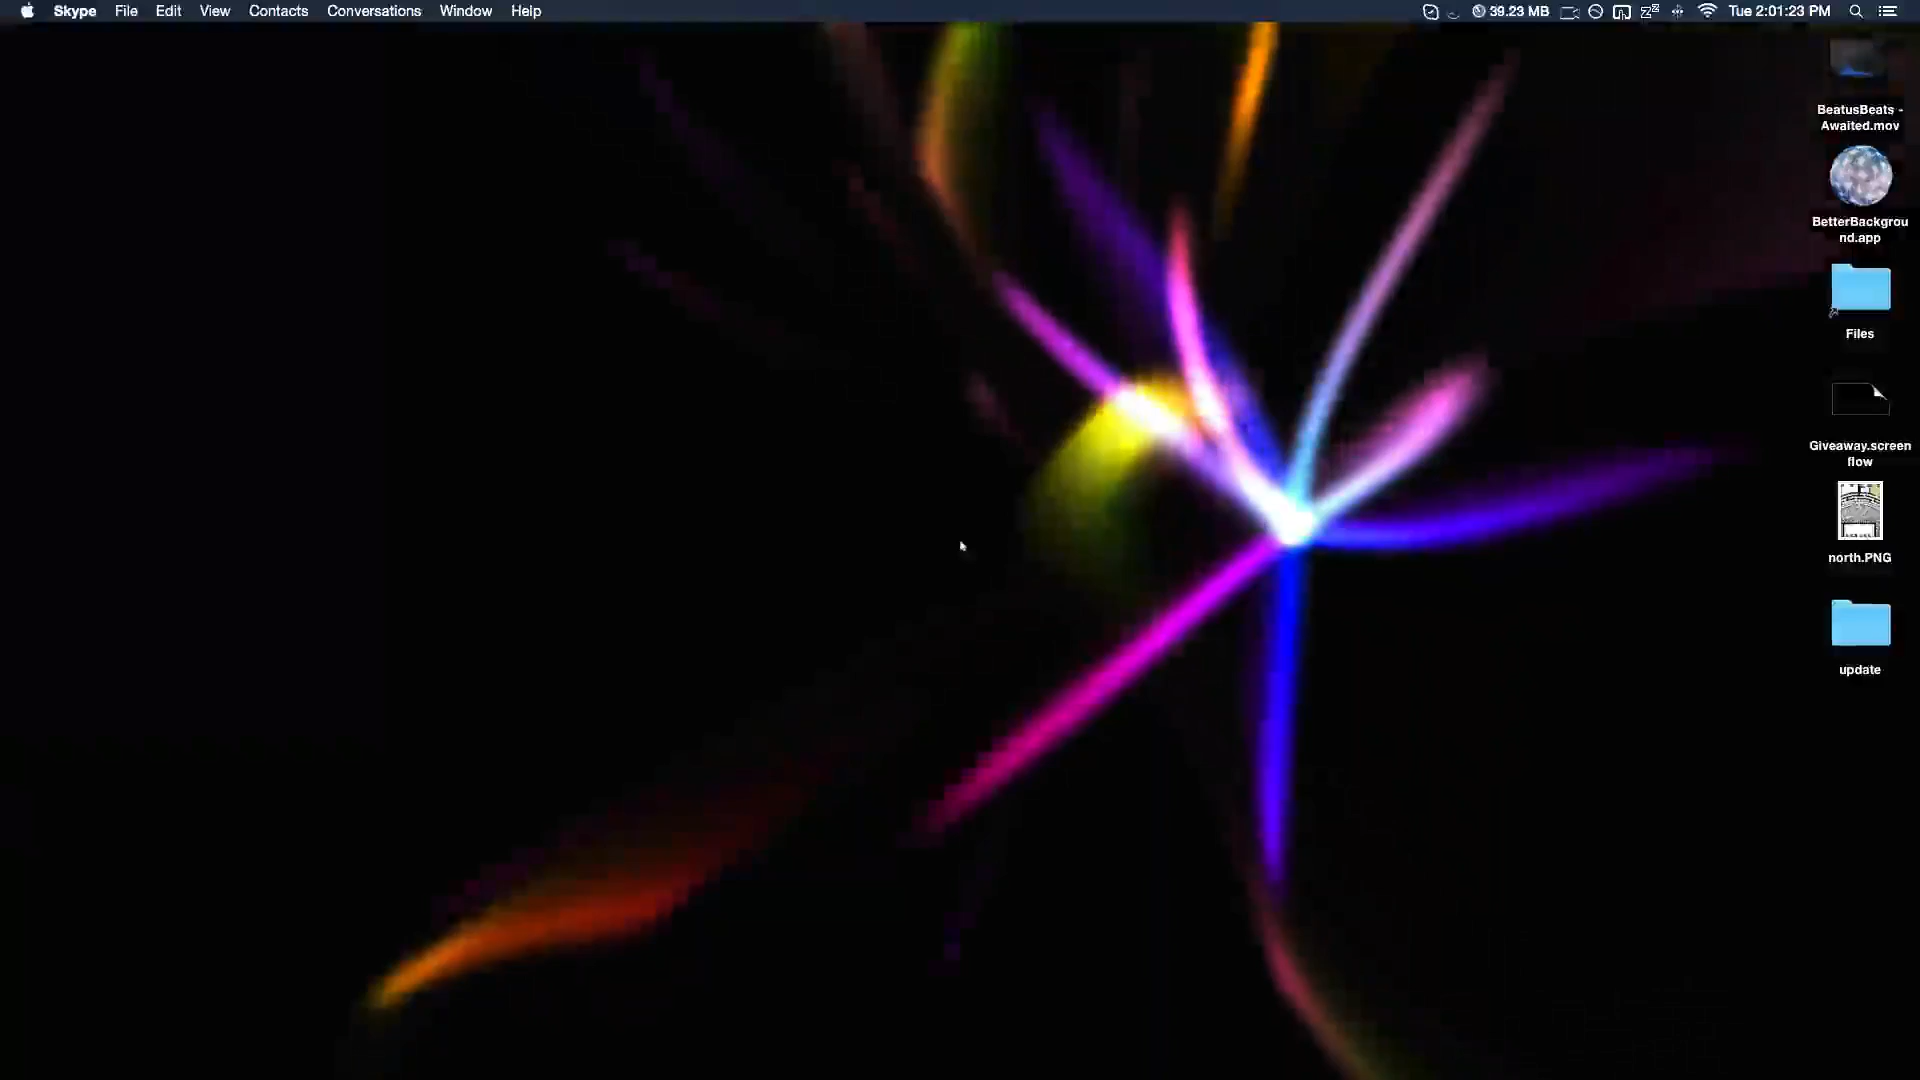 Skype File Edit View Contacts Conversations Window Help 39.23 MB Tue 2:01:23 PM
BeatusBeats -
Awaited.mov
BetterBackgrou
nd.app
Files
Giveaway.screen
flow
north.PNG
update